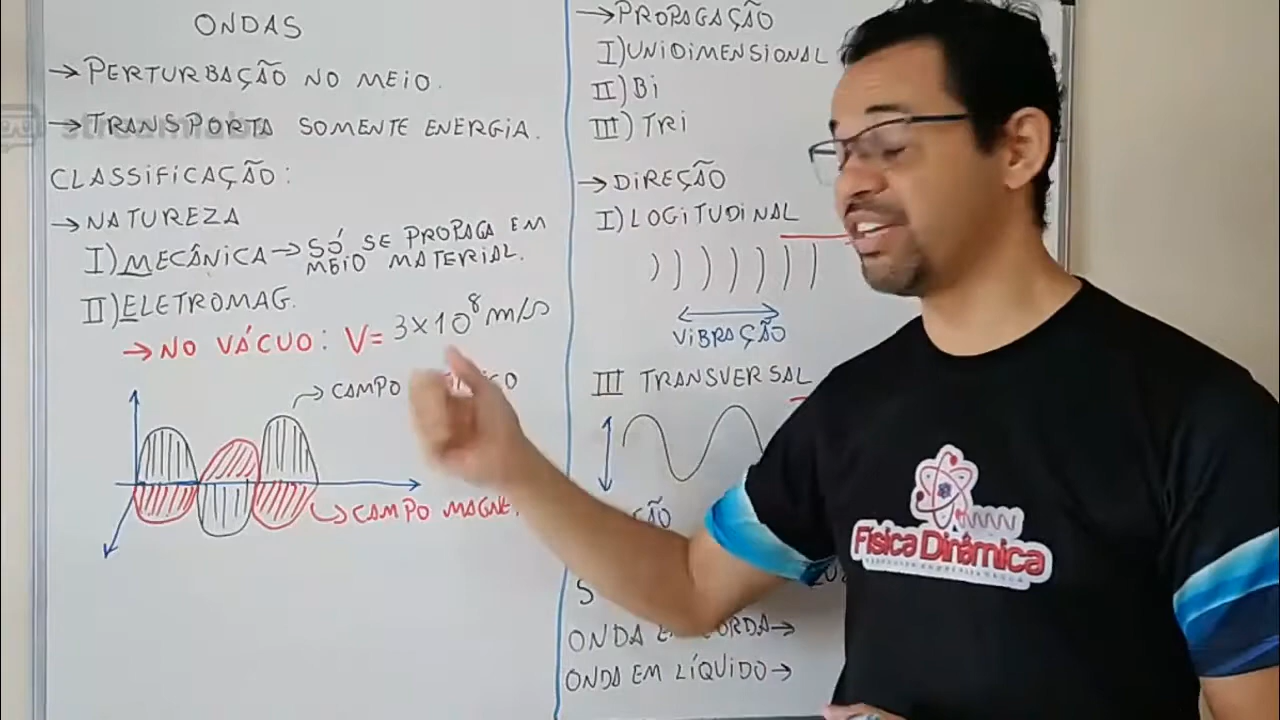 ONDAS
→ PERTURBAÇÃO NO MEIO.
→ TRANSPORTA SOMENTE ENERGIA.
CLASSIFICAÇÃO:
→ NATUREZA
I) MECÂNICA → SÓ SE PROPAGA EM
MEIO MATERIAL.
II) ELETROMAG.
→ NO VÁCUO: V= 3×10⁸ m/s
→ CAMPO
CAMPO MAGNE.
→ PROPAGAÇÃO
I) UNIDIMENSIONAL
II) BI
III) TRI
→ DIREÇÃO
I) LOGITUDINAL
VIBRAÇÃO
III TRANSVERSAL
ÇÃO
S
ONDA E CORDA →
ONDA EM LÍQUIDO →
Física Dinâmica